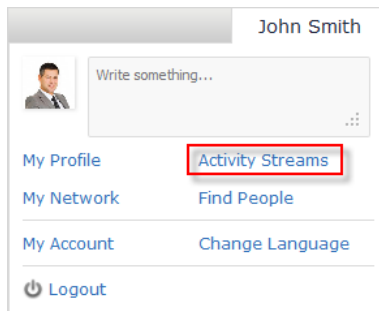 John Smith
Write something...
My Profile
Activity Streams
My Network
Find People
My Account
Change Language
Logout